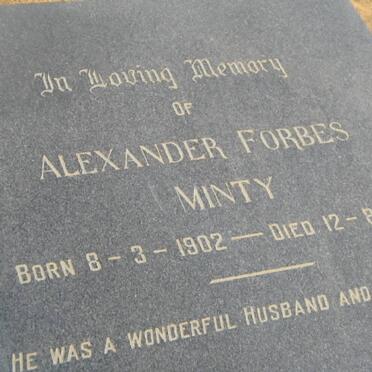 In Loving Memory
OF
ALEXANDER FORBES
MINTY
BORN 8 - 3 - 1902 — DIED 12 -
HE WAS A WONDERFUL HUSBAND AND